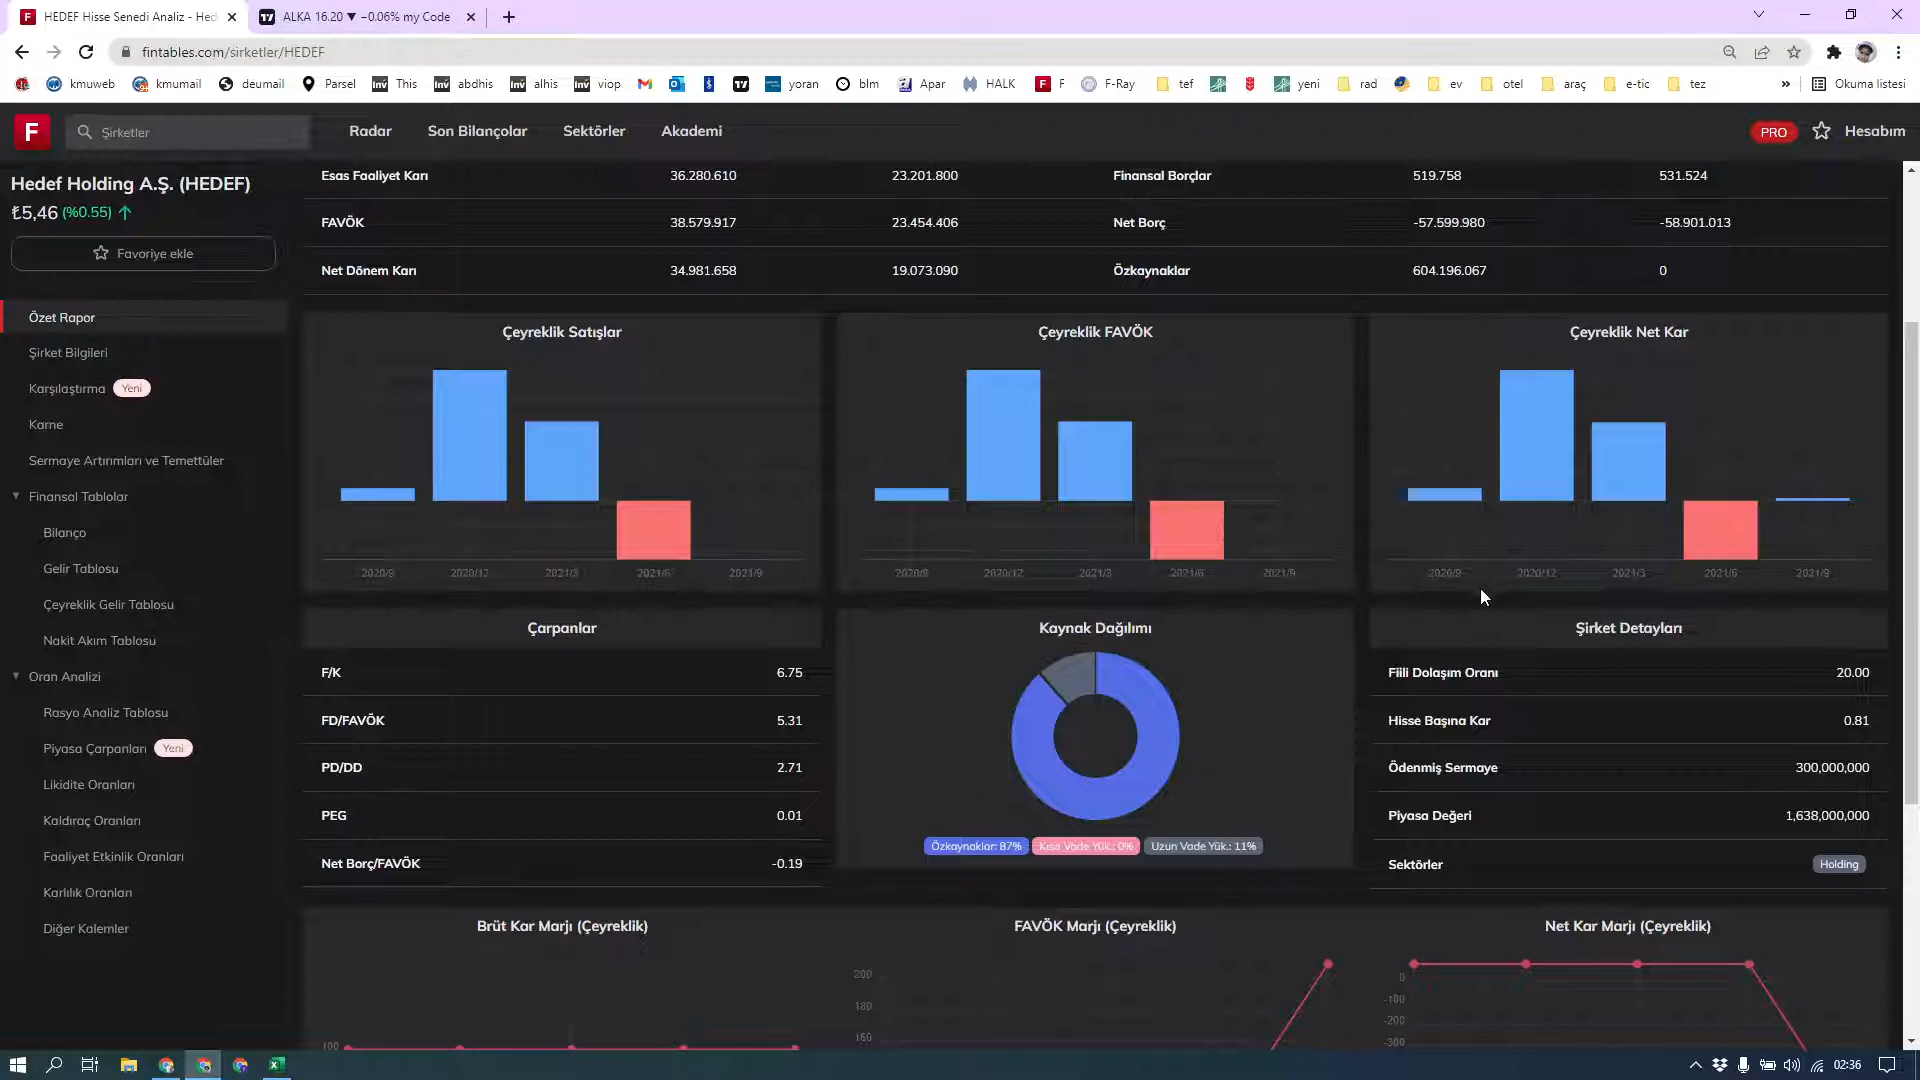 HEDEF Hisse Senedi Analiz - Hed
ALKA 16.20 ▼ −0.06% my Code
fintables.com/sirketler/HEDEF
kmuweb
kmumail
deumail
Parsel
This
abdhis
alhis
viop
yoran
blm
Apar
HALK
F
F-Ray
tef
yeni
rad
ev
otel
araç
e-tic
tez
»
Okuma listesi
F
Şirketler
Radar
Son Bilançolar
Sektörler
Akademi
PRO
Hesabım
Hedef Holding A.Ş. (HEDEF)
₺5,46 (%0.55)
Favoriye ekle
Özet Rapor
Şirket Bilgileri
Karşılaştırma Yeni
Karne
Sermaye Artırımları ve Temettüler
Finansal Tablolar
Bilanço
Gelir Tablosu
Çeyreklik Gelir Tablosu
Nakit Akım Tablosu
Oran Analizi
Rasyo Analiz Tablosu
Piyasa Çarpanları Yeni
Likidite Oranları
Kaldıraç Oranları
Faaliyet Etkinlik Oranları
Karlılık Oranları
Diğer Kalemler
Esas Faaliyet Karı 36.280.610 23.201.800
FAVÖK 38.579.917 23.454.406
Net Dönem Karı 34.981.658 19.073.090
Finansal Borçlar 519.758 531.524
Net Borç -57.599.980 -58.901.013
Özkaynaklar 604.196.067 0
Çeyreklik Satışlar
2020/9 2020/12 2021/3 2021/6 2021/9
Çeyreklik FAVÖK
2020/9 2020/12 2021/3 2021/6 2021/9
Çeyreklik Net Kar
2020/9 2020/12 2021/3 2021/6 2021/9
Çarpanlar
F/K 6.75
FD/FAVÖK 5.31
PD/DD 2.71
PEG 0.01
Net Borç/FAVÖK -0.19
Kaynak Dağılımı
Özkaynaklar: 87% Kısa Vade Yük.: 0% Uzun Vade Yük.: 11%
Şirket Detayları
Fiili Dolaşım Oranı 20.00
Hisse Başına Kar 0.81
Ödenmiş Sermaye 300,000,000
Piyasa Değeri 1,638,000,000
Sektörler Holding
Brüt Kar Marjı (Çeyreklik)
100
FAVÖK Marjı (Çeyreklik)
200
180
160
Net Kar Marjı (Çeyreklik)
0
-100
-200
-300
02:36